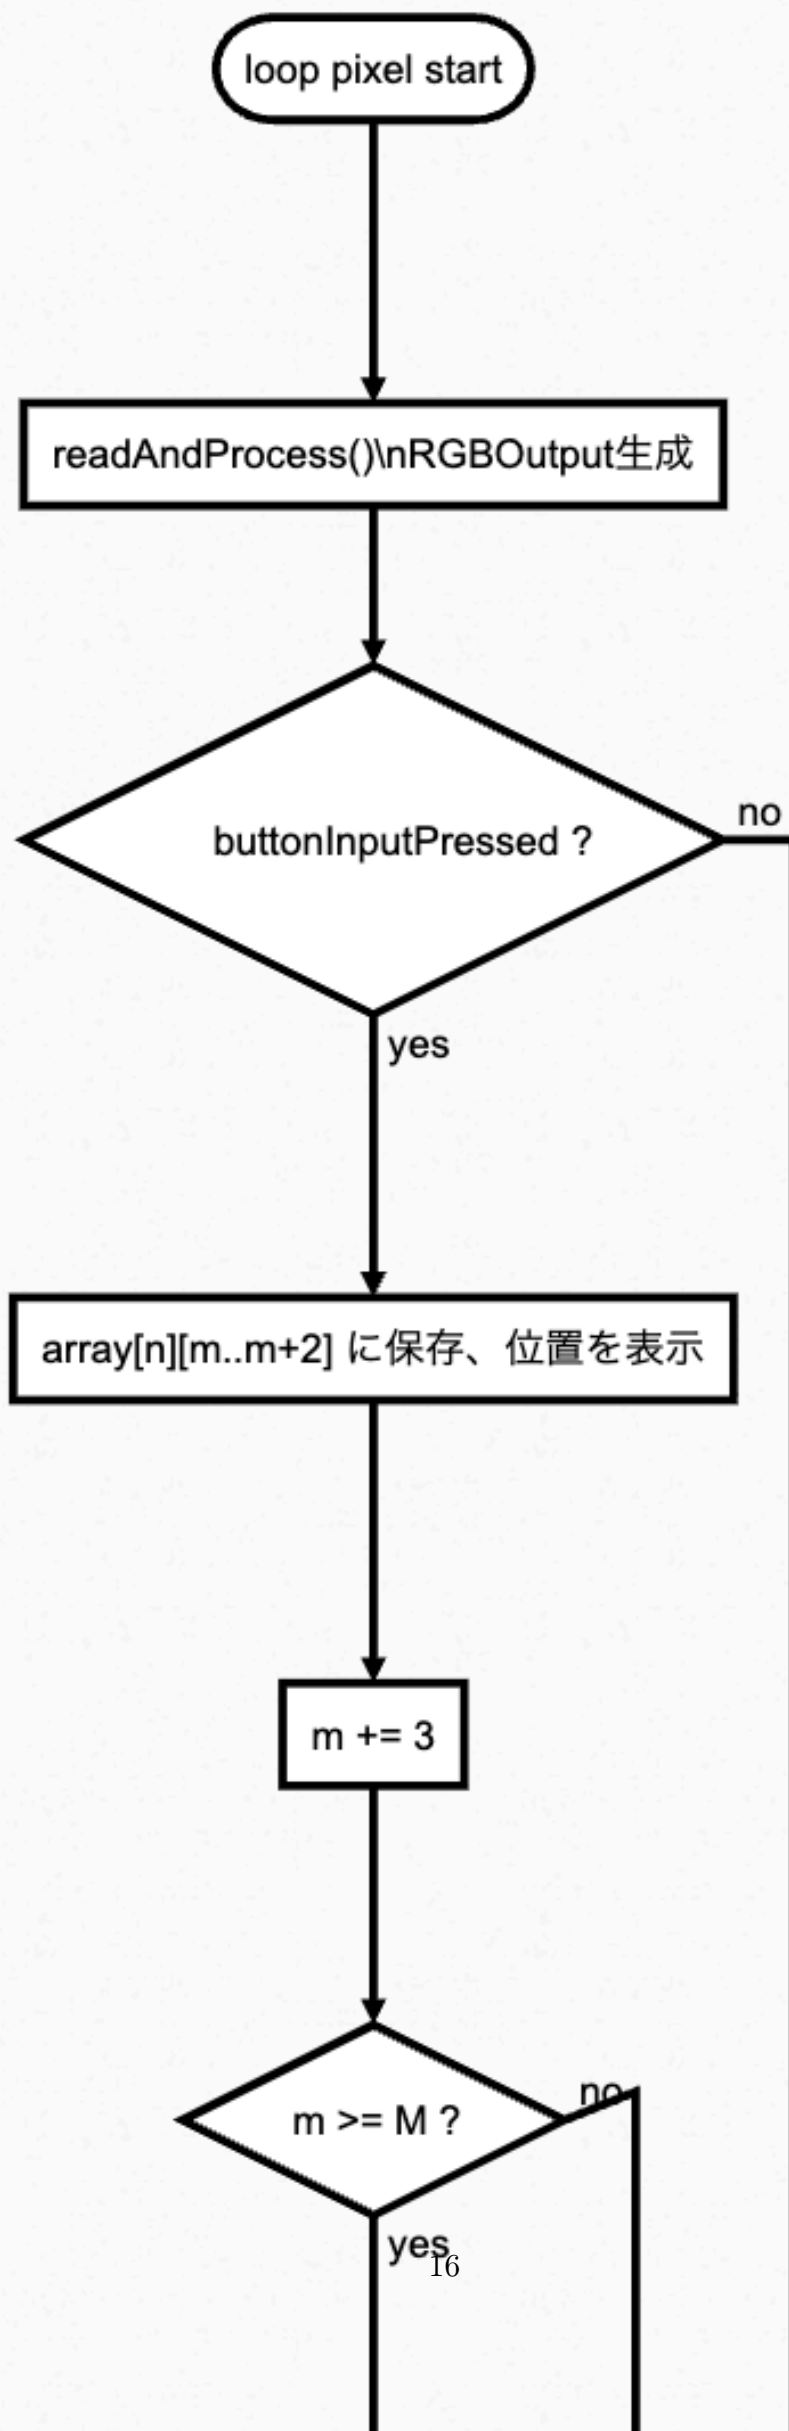 loop pixel start
readAndProcess()\nRGBOutput生成
buttonInputPressed ?
no
yes
array[n][m..m+2] に保存、位置を表示
m += 3
m >= M ?
no
yes
16